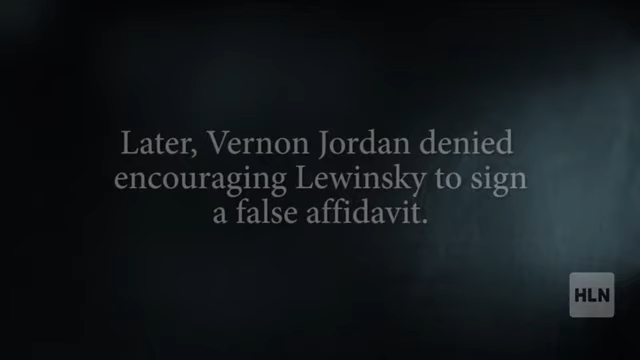 Later, Vernon Jordan denied
encouraging Lewinsky to sign
a false affidavit.
HLN